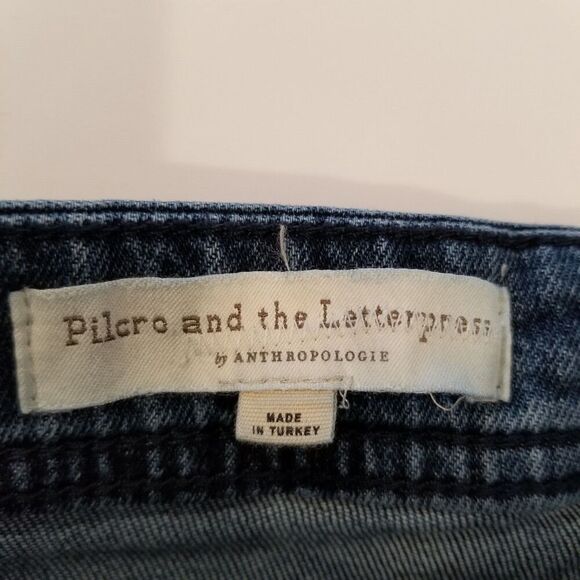 Pilcro and the Letterpress
by ANTHROPOLOGIE
MADE
IN TURKEY